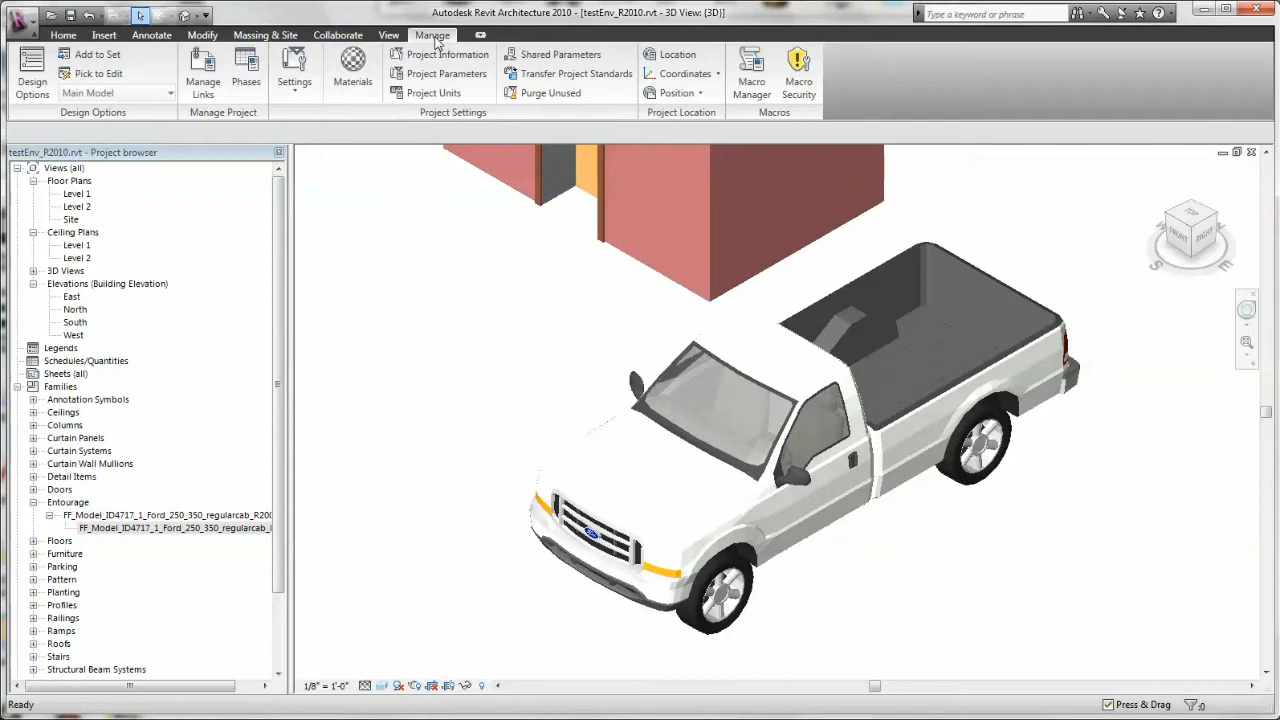 Autodesk Revit Architecture 2010 - [testEnv_R2010.rvt - 3D View: {3D}]
Type a keyword or phrase
Home Insert Annotate Modify Massing & Site Collaborate View Manage
Design Options
Add to Set
Pick to Edit
Main Model
Design Options
Manage Links
Phases
Manage Project
Settings
Materials
Project Information
Project Parameters
Project Units
Shared Parameters
Transfer Project Standards
Purge Unused
Project Settings
Location
Coordinates
Position
Project Location
Macro Manager
Macro Security
Macros
testEnv_R2010.rvt - Project browser
Views (all)
Floor Plans
Level 1
Level 2
Site
Ceiling Plans
Level 1
Level 2
3D Views
Elevations (Building Elevation)
East
North
South
West
Legends
Schedules/Quantities
Sheets (all)
Families
Annotation Symbols
Ceilings
Columns
Curtain Panels
Curtain Systems
Curtain Wall Mullions
Detail Items
Doors
Entourage
FF_Model_ID4717_1_Ford_250_350_regularcab_R20
FF_Model_ID4717_1_Ford_250_350_regularcab_
Floors
Furniture
Parking
Pattern
Planting
Profiles
Railings
Ramps
Roofs
Stairs
Structural Beam Systems
TOP
FRONT
RIGHT
S
E
1/8" = 1'-0"
Ready
Press & Drag
:0